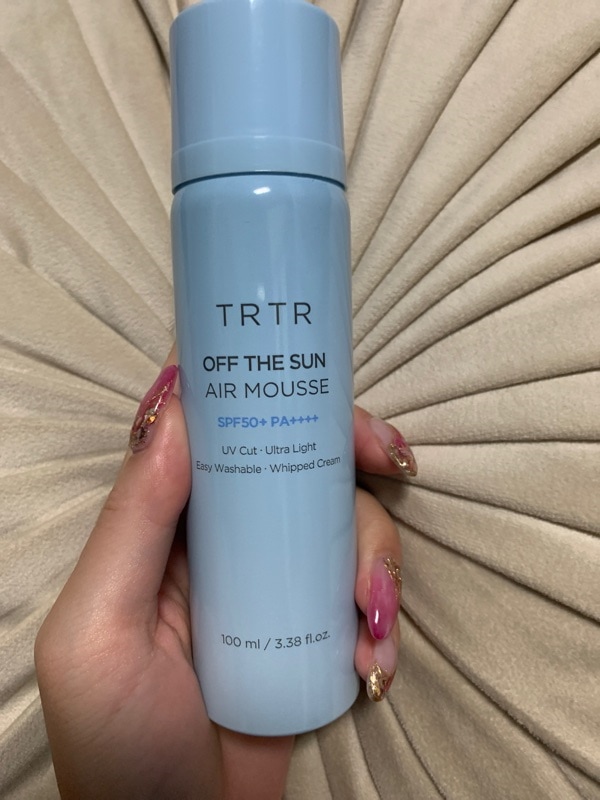 TRTR
OFF THE SUN
AIR MOUSSE
SPF50+ PA++++
UV Cut · Ultra Light
Easy Washable · Whipped Cream
100 ml / 3.38 fl.oz.